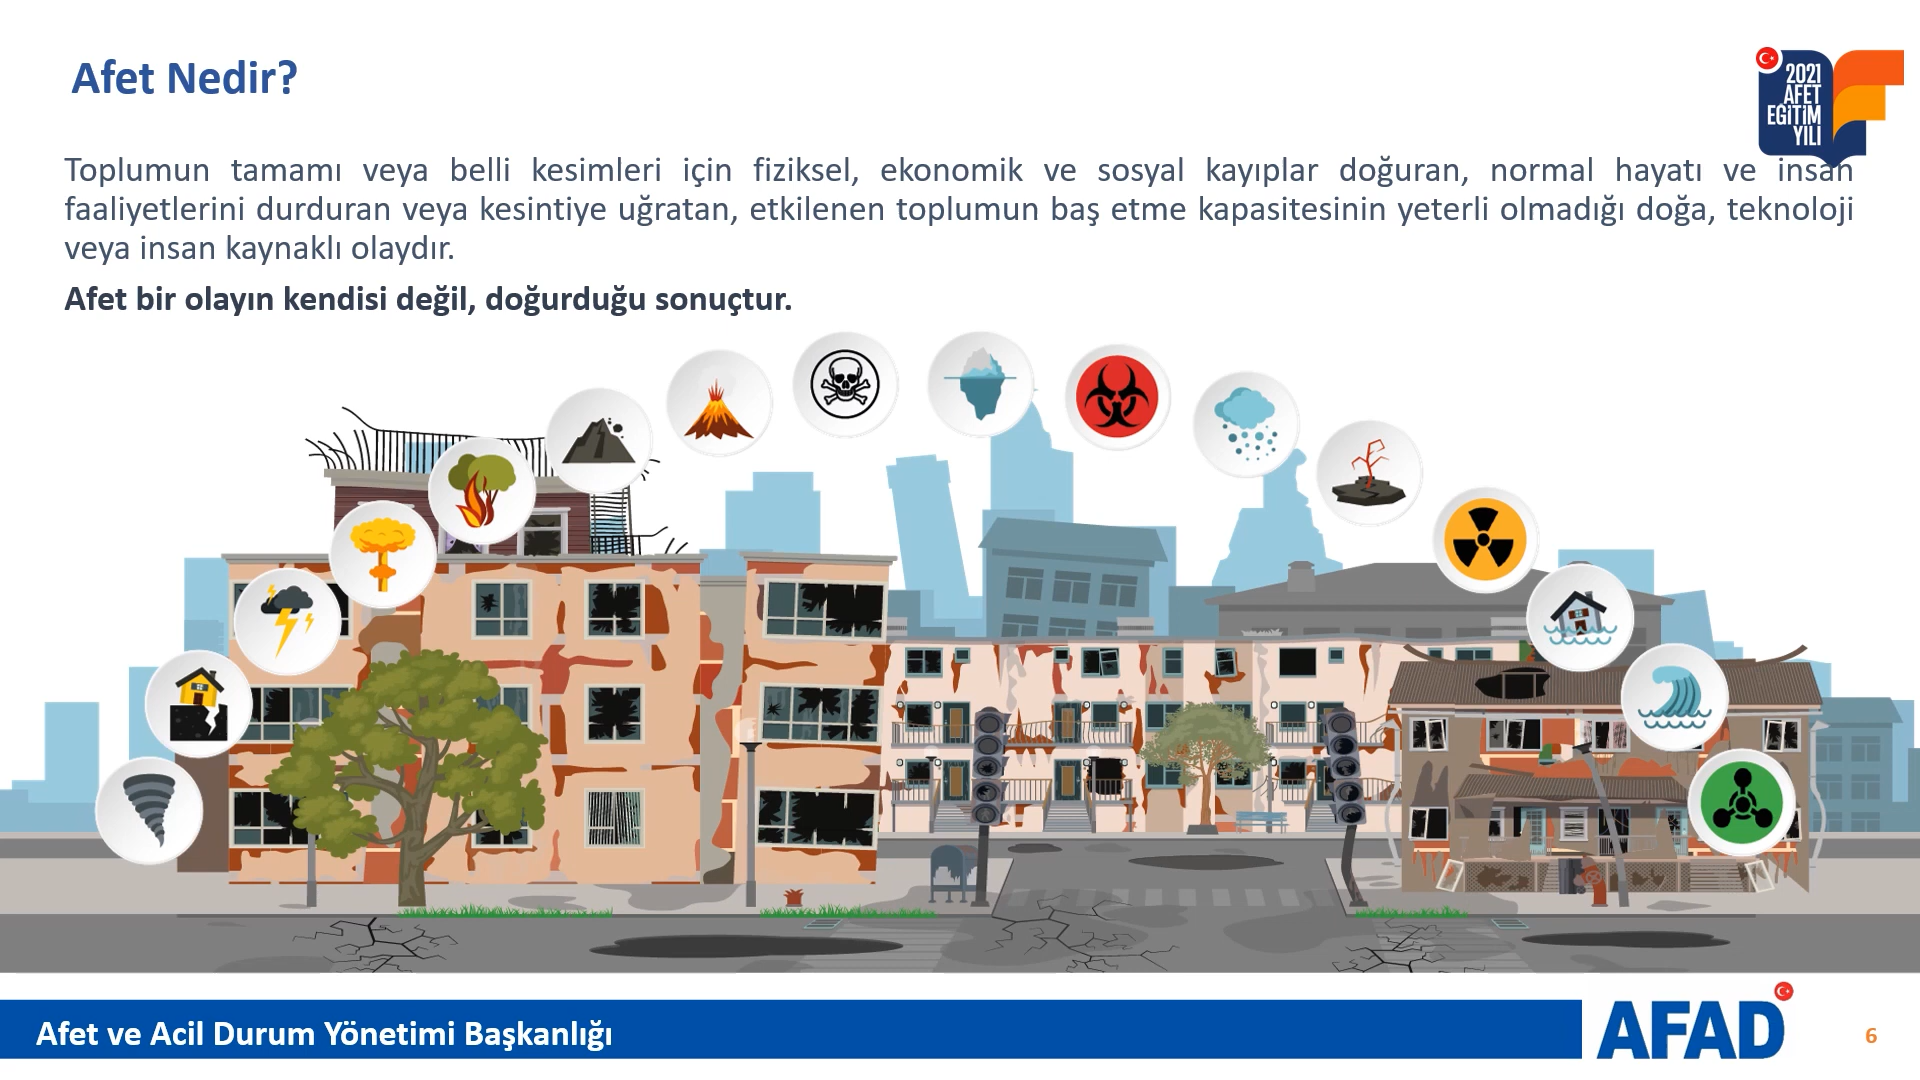 Afet Nedir?
2021
AFET
EĞİTİM
YILI
Toplumun tamamı veya belli kesimleri için fiziksel, ekonomik ve sosyal kayıplar doğuran, normal hayatı ve insan
faaliyetlerini durduran veya kesintiye uğratan, etkilenen toplumun baş etme kapasitesinin yeterli olmadığı doğa, teknoloji
veya insan kaynaklı olaydır.
Afet bir olayın kendisi değil, doğurduğu sonuçtur.
Afet ve Acil Durum Yönetimi Başkanlığı
AFAD
6